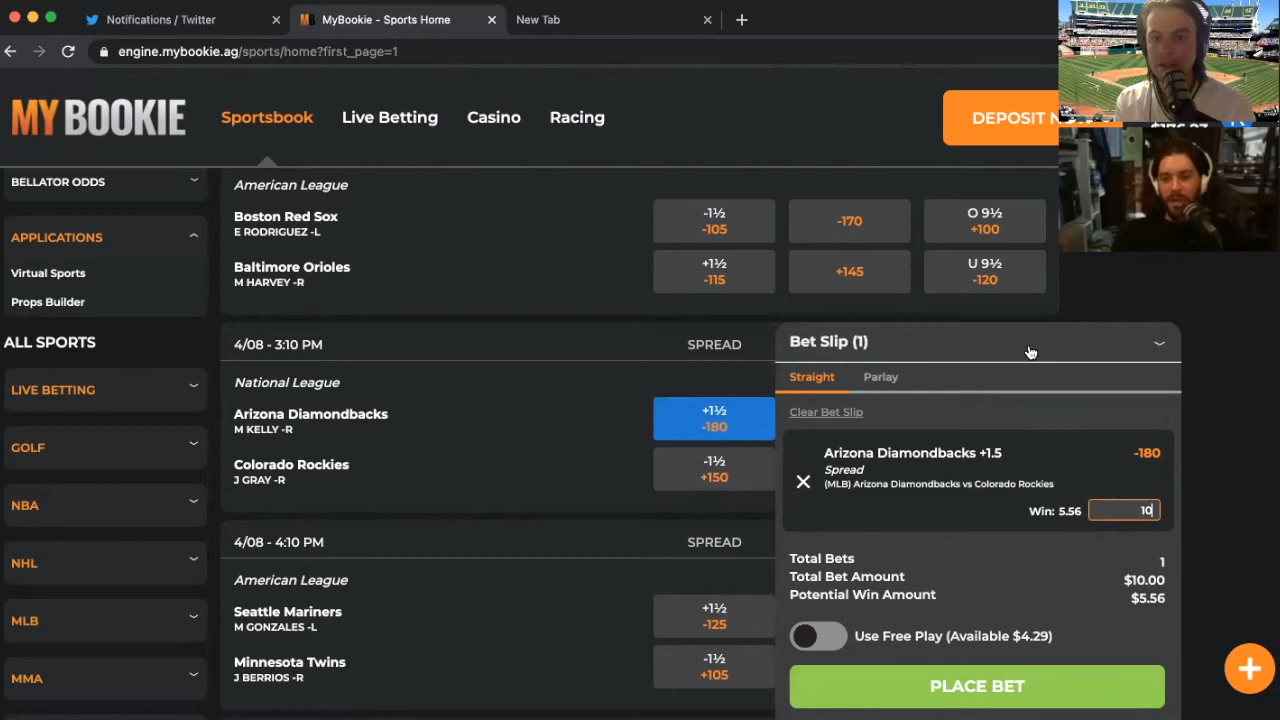 Notifications / Twitter
MyBookie - Sports Home
New Tab
engine.mybookie.ag/sports/home?first_page=1
MYBOOKIE
Sportsbook
Live Betting
Casino
Racing
DEPOSIT
BELLATOR ODDS
APPLICATIONS
Virtual Sports
Props Builder
ALL SPORTS
LIVE BETTING
GOLF
NBA
NHL
MLB
MMA
American League
Boston Red Sox
E RODRIGUEZ -L
-1½
-105
-170
O 9½
+100
Baltimore Orioles
M HARVEY -R
+1½
-115
+145
U 9½
-120
4/08 - 3:10 PM
SPREAD
National League
Arizona Diamondbacks
M KELLY -R
+1½
-180
Colorado Rockies
J GRAY -R
-1½
+150
4/08 - 4:10 PM
SPREAD
American League
Seattle Mariners
M GONZALES -L
+1½
-125
Minnesota Twins
J BERRIOS -R
-1½
+105
Bet Slip (1)
Straight
Parlay
Clear Bet Slip
Arizona Diamondbacks +1.5
-180
Spread
(MLB) Arizona Diamondbacks vs Colorado Rockies
Win: 5.56
10
Total Bets
1
Total Bet Amount
$10.00
Potential Win Amount
$5.56
Use Free Play (Available $4.29)
PLACE BET